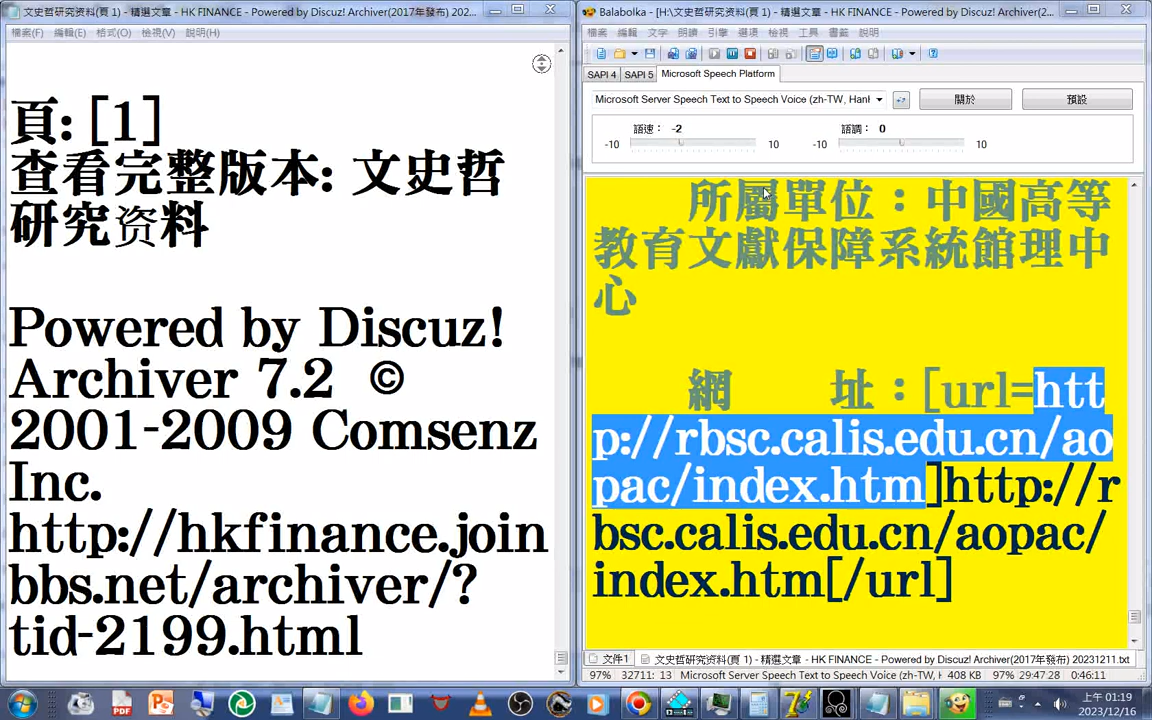 文史哲研究资料(頁 1) - 精選文章 - HK FINANCE - Powered by Discuz! Archiver(2017年發布) 202...
檔案(F) 編輯(E) 格式(O) 檢視(V) 說明(H)
頁: [1]
查看完整版本: 文史哲
研究资料
Powered by Discuz!
Archiver 7.2 ©
2001-2009 Comsenz
Inc.
http://hkfinance.join
bbs.net/archiver/?
tid-2199.html
Balabolka - [H:\文史哲研究资料(頁 1) - 精選文章 - HK FINANCE - Powered by Discuz! Archiver(2...
檔案 編輯 文字 朗讀 引擎 選項 檢視 工具 書籤 說明
SAPI 4 SAPI 5 Microsoft Speech Platform
Microsoft Server Speech Text to Speech Voice (zh-TW, Hanl
關於
預設
語速： -2
語調： 0
-10 10 -10 10
所屬單位：中國高等
教育文獻保障系統館理中
心
網 址：[url=htt
p://rbsc.calis.edu.cn/ao
pac/index.htm]http://r
bsc.calis.edu.cn/aopac/
index.htm[/url]
文件1 文史哲研究资料(頁 1) - 精選文章 - HK FINANCE - Powered by Discuz! Archiver(2017年發布) 20231211.txt
97% 32711: 13 Microsoft Server Speech Text to Speech Voice (zh-TW, Ha 408 KB 97% 29:47:28 0:46:11
上午 01:19
2023/12/16